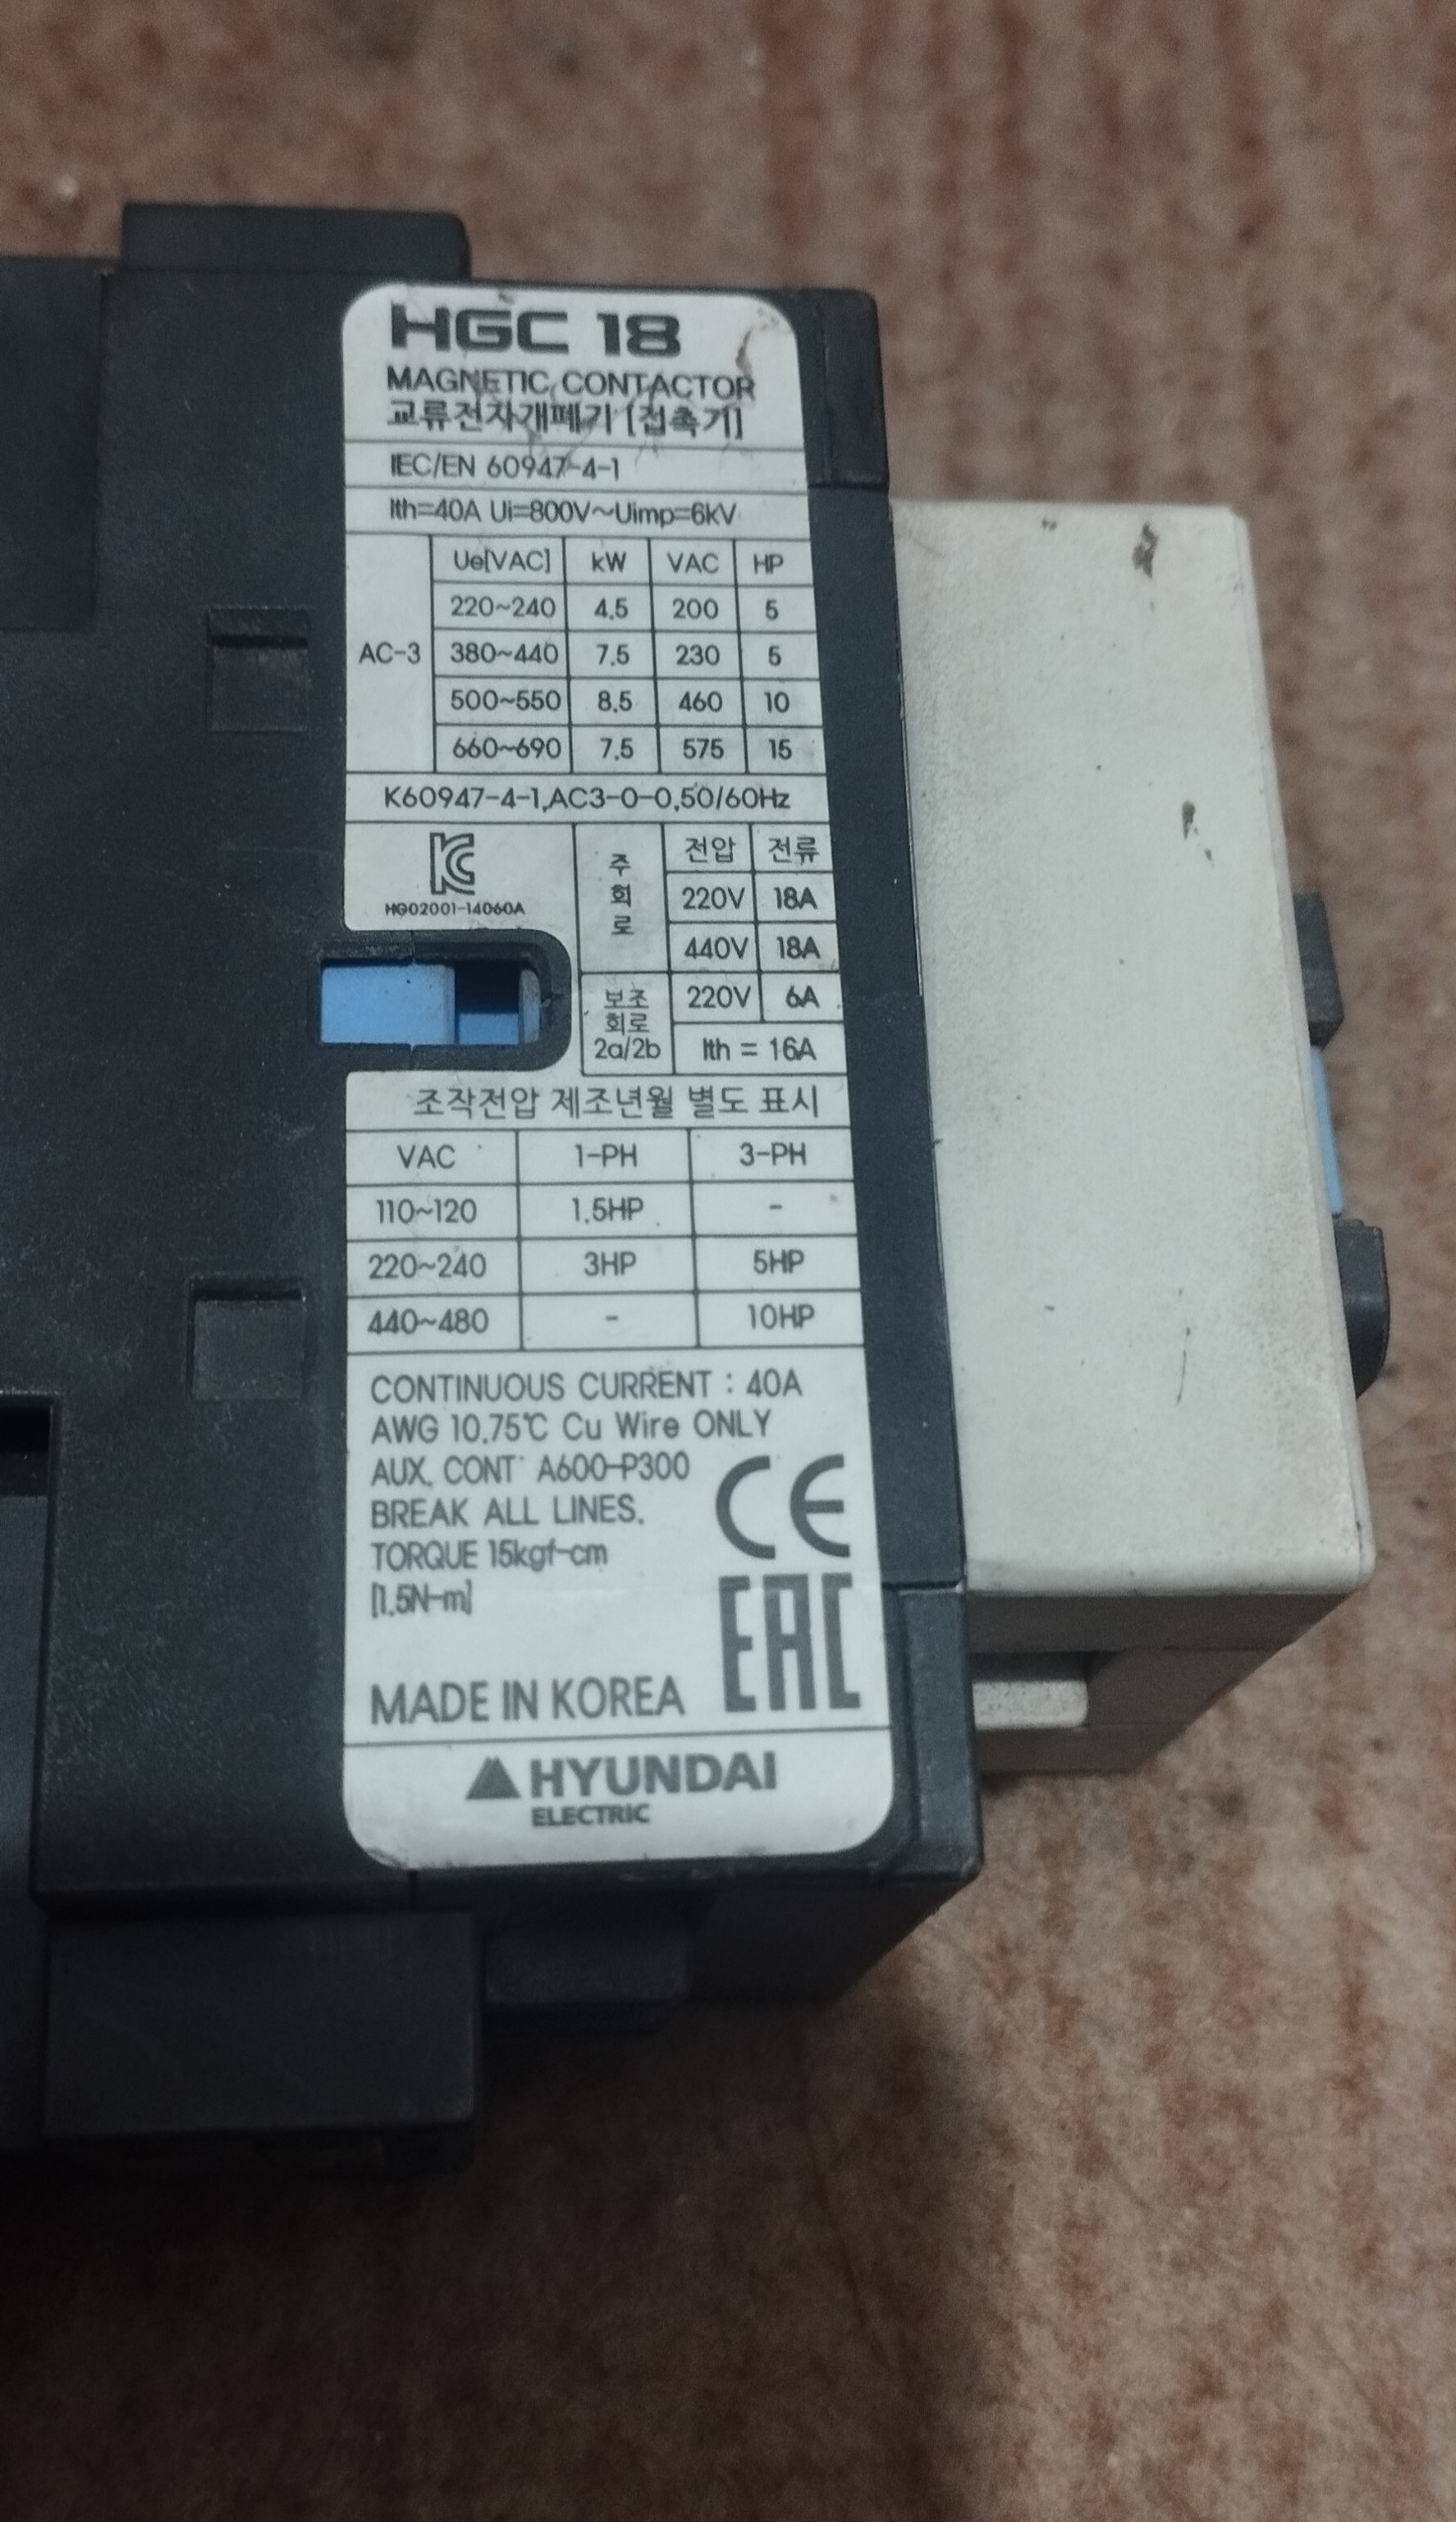 HGC 18
MAGNETIC CONTACTOR
교류전자개폐기 [접촉기]
IEC/EN 60947-4-1
Ith=40A Ui=800V~Uimp=6kV
Ue[VAC] kW VAC HP
220~240 4.5 200 5
AC-3 380~440 7.5 230 5
500~550 8.5 460 10
660~690 7.5 575 15
K60947-4-1,AC3-0-0,50/60Hz
KC
HG02001-14060A
주회로 전압 전류
220V 18A
440V 18A
보조회로 2a/2b 220V 6A
Ith = 16A
조작전압 제조년월 별도 표시
VAC 1-PH 3-PH
110~120 1.5HP -
220~240 3HP 5HP
440~480 - 10HP
CONTINUOUS CURRENT : 40A
AWG 10.75℃ Cu Wire ONLY
AUX. CONT A600-P300
BREAK ALL LINES.
TORQUE 15kgf-cm
[1.5N-m]
CE
EAC
MADE IN KOREA
HYUNDAI
ELECTRIC